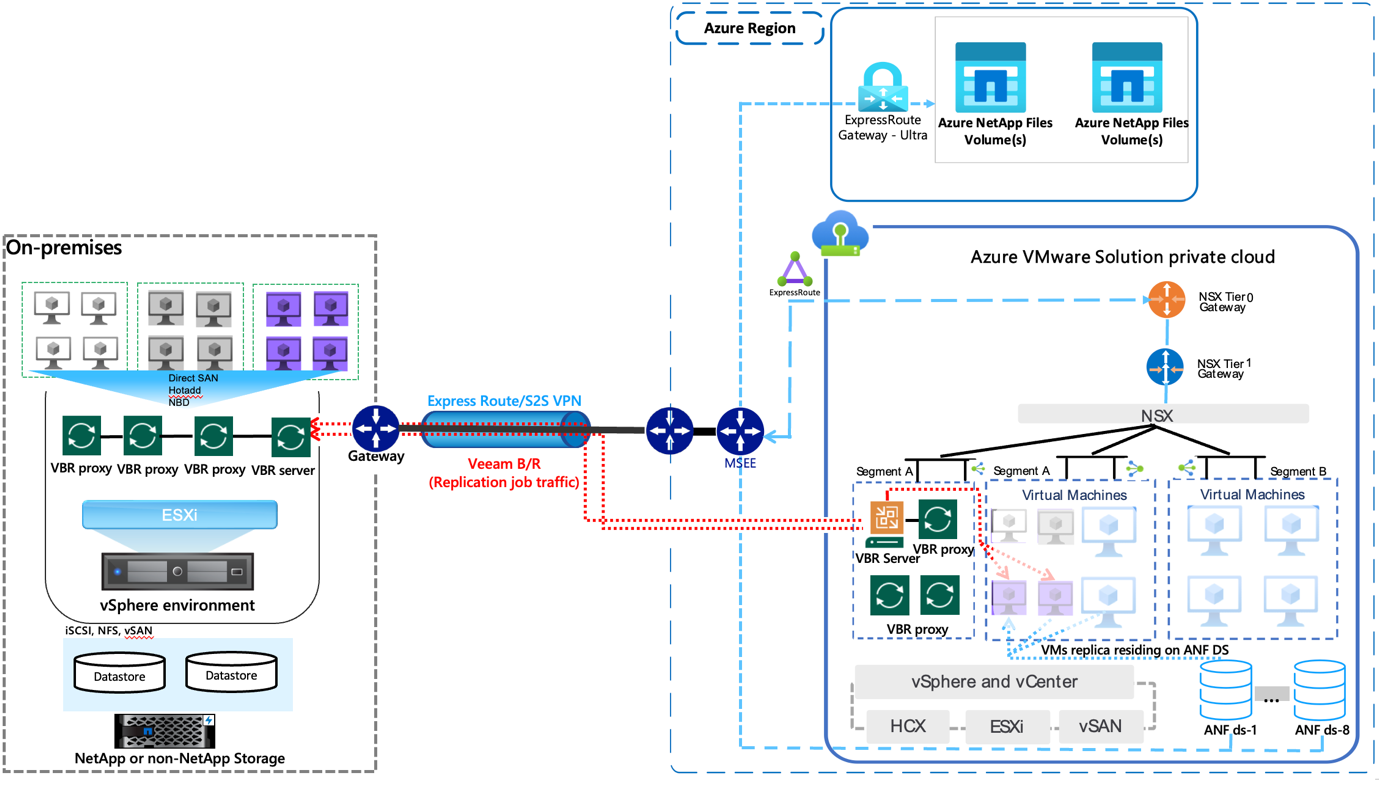 Azure Region
ExpressRoute
Gateway - Ultra
Azure NetApp Files
Volume(s)
Azure NetApp Files
Volume(s)
On-premises
Direct SAN
Hotadd
NBD
VBR proxy
VBR proxy
VBR proxy
VBR server
ESXi
vSphere environment
iSCSI, NFS, vSAN
Datastore
Datastore
NetApp or non-NetApp Storage
Gateway
Express Route/S2S VPN
Veeam B/R
(Replication job traffic)
MSEE
ExpressRoute
Azure VMware Solution private cloud
NSX Tier 0
Gateway
NSX Tier 1
Gateway
NSX
Segment A
Segment A
Segment B
VBR Server
VBR proxy
VBR proxy
Virtual Machines
Virtual Machines
VMs replica residing on ANF DS
vSphere and vCenter
HCX
ESXi
vSAN
ANF ds-1
...
ANF ds-8